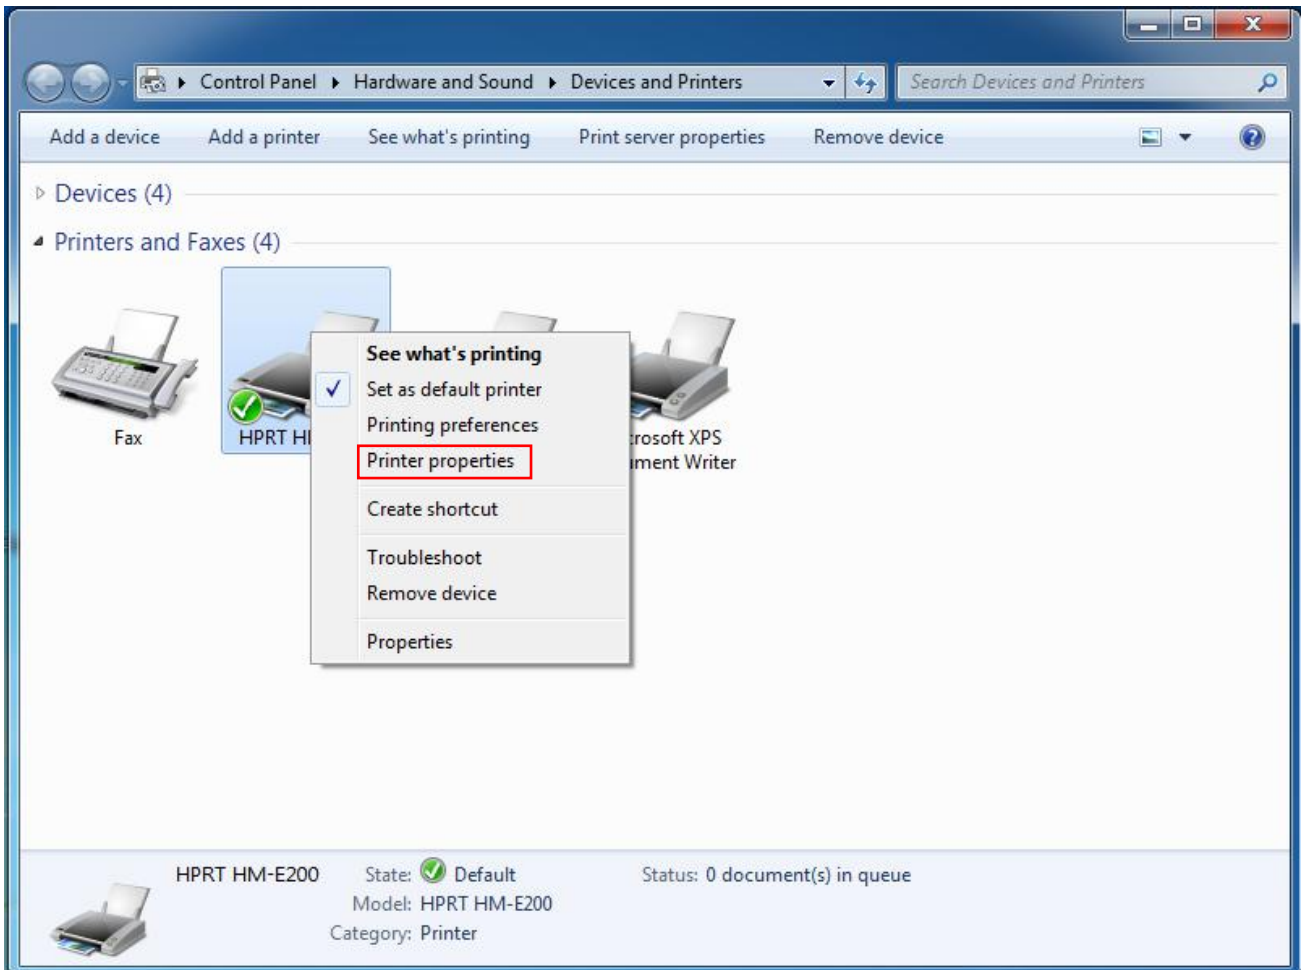 Control Panel Hardware and Sound Devices and Printers Search Devices and Printers
Add a device Add a printer See what's printing Print server properties Remove device
Devices (4)
Printers and Faxes (4)
Fax
HPRT H
See what's printing
Set as default printer
Printing preferences
Printer properties
Create shortcut
Troubleshoot
Remove device
Properties
crosoft XPS
ument Writer
HPRT HM-E200 State: Default Status: 0 document(s) in queue
Model: HPRT HM-E200
Category: Printer